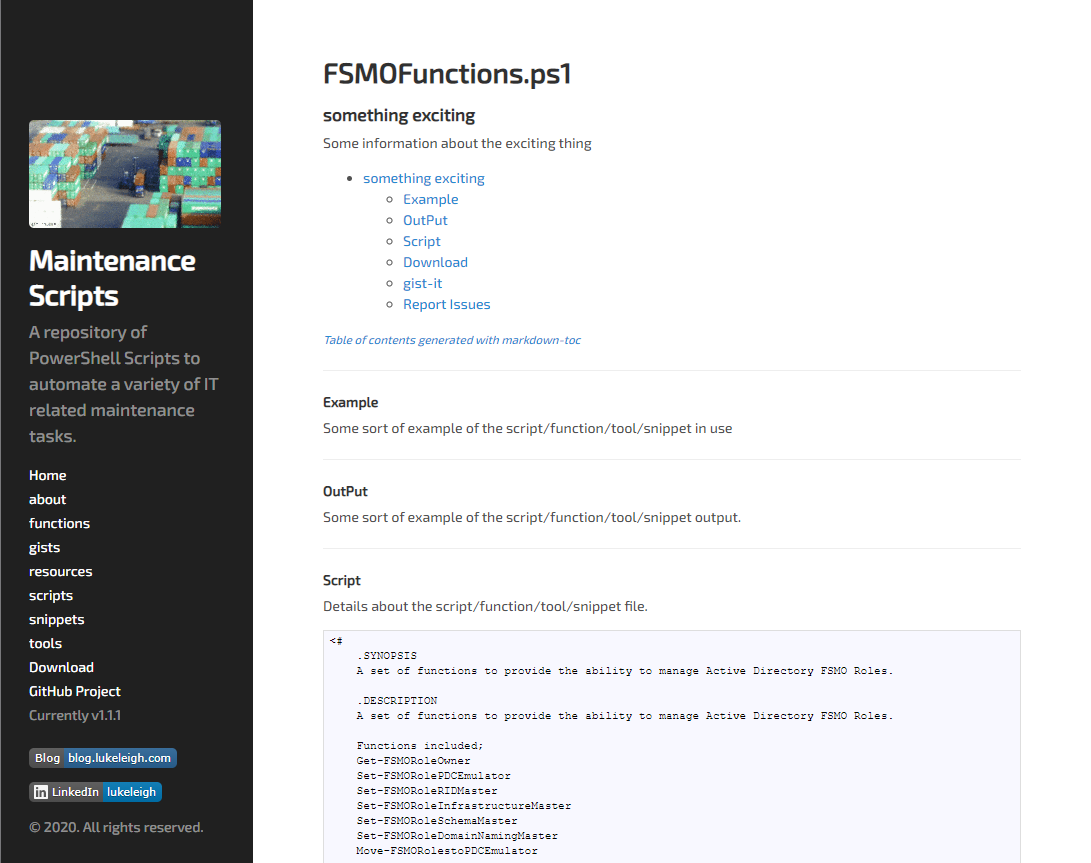 Maintenance
Scripts
A repository of
PowerShell Scripts to
automate a variety of IT
related maintenance
tasks.
Home
about
functions
gists
resources
scripts
snippets
tools
Download
GitHub Project
Currently v1.1.1
Blog blog.lukeleigh.com
in LinkedIn lukeleigh
© 2020. All rights reserved.
FSMOFunctions.ps1
something exciting
Some information about the exciting thing
something exciting
Example
OutPut
Script
Download
gist-it
Report Issues
Table of contents generated with markdown-toc
Example
Some sort of example of the script/function/tool/snippet in use
OutPut
Some sort of example of the script/function/tool/snippet output.
Script
Details about the script/function/tool/snippet file.
<#
.SYNOPSIS
A set of functions to provide the ability to manage Active Directory FSMO Roles.
.DESCRIPTION
A set of functions to provide the ability to manage Active Directory FSMO Roles.
Functions included;
Get-FSMORoleOwner
Set-FSMORolePDCEmulator
Set-FSMORoleRIDMaster
Set-FSMORoleInfrastructureMaster
Set-FSMORoleSchemaMaster
Set-FSMORoleDomainNamingMaster
Move-FSMORolestoPDCEmulator